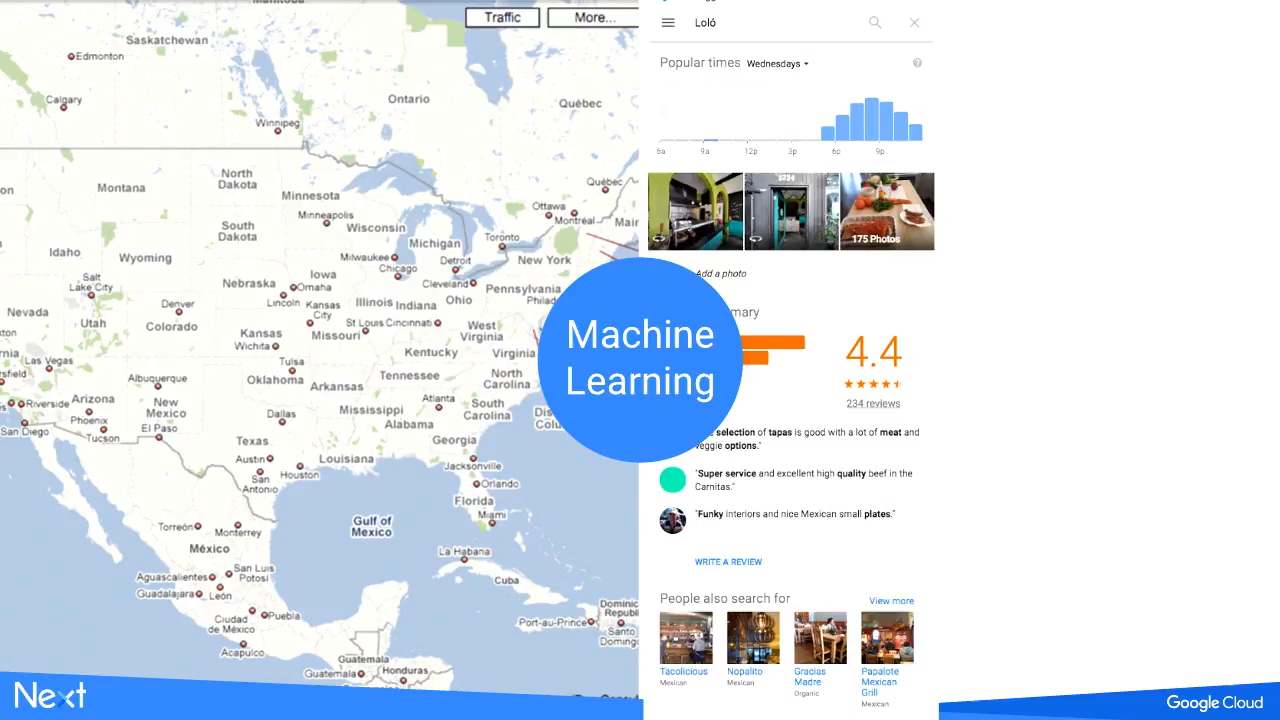 Traffic
More...
Saskatchewan
Edmonton
Calgary
Ontario
Québec
Winnipeg
North
Dakota
Montana
Minnesota
Québec
Ottawa
Montréal
Minneapolis
South
Dakota
Wisconsin
Michigan
Toronto
Idaho
Wyoming
Milwaukee
Detroit
New York
Salt
Lake City
Iowa
Chicago
Nebraska
Omaha
Cleveland
Pennsylvania
Lincoln
Denver
Kansas
City
Illinois
Indiana
Ohio
Nevada
Utah
Colorado
St Louis
Cincinnati
West
Virginia
Kansas
Missouri
Wichita
Kentucky
Virginia
Las Vegas
Tulsa
Tennessee
North
Carolina
Albuquerque
Oklahoma
Arkansas
Riverside
Arizona
New
Mexico
Atlanta
South
Carolina
Phoenix
Dallas
Mississippi
Alabama
San Diego
Tucson
El Paso
Texas
Georgia
Austin
Louisiana
Jacksonville
San
Antonio
Houston
Orlando
Florida
Miami
Torreón
Monterrey
Gulf of
Mexico
México
La Habana
San Luis
Potosí
Aguascalientes
Cuba
Guadalajara
León
Ciudad
de México
Puebla
Port-au-Prince
Santo
Acapulco
Guatemala
Guatemala
Honduras
Machine
Learning
Loló
Popular times Wednesdays
6a 9a 12p 3p 6p 9p
175 Photos
Add a photo
4.4
234 reviews
selection of tapas is good with a lot of meat and
veggie options."
"Super service and excellent high quality beef in the
Carnitas."
"Funky interiors and nice Mexican small plates."
WRITE A REVIEW
People also search for
View more
Tacolicious
Mexican
Nopalito
Mexican
Gracias
Madre
Organic
Papalote
Mexican
Grill
Mexican
Next
Google Cloud